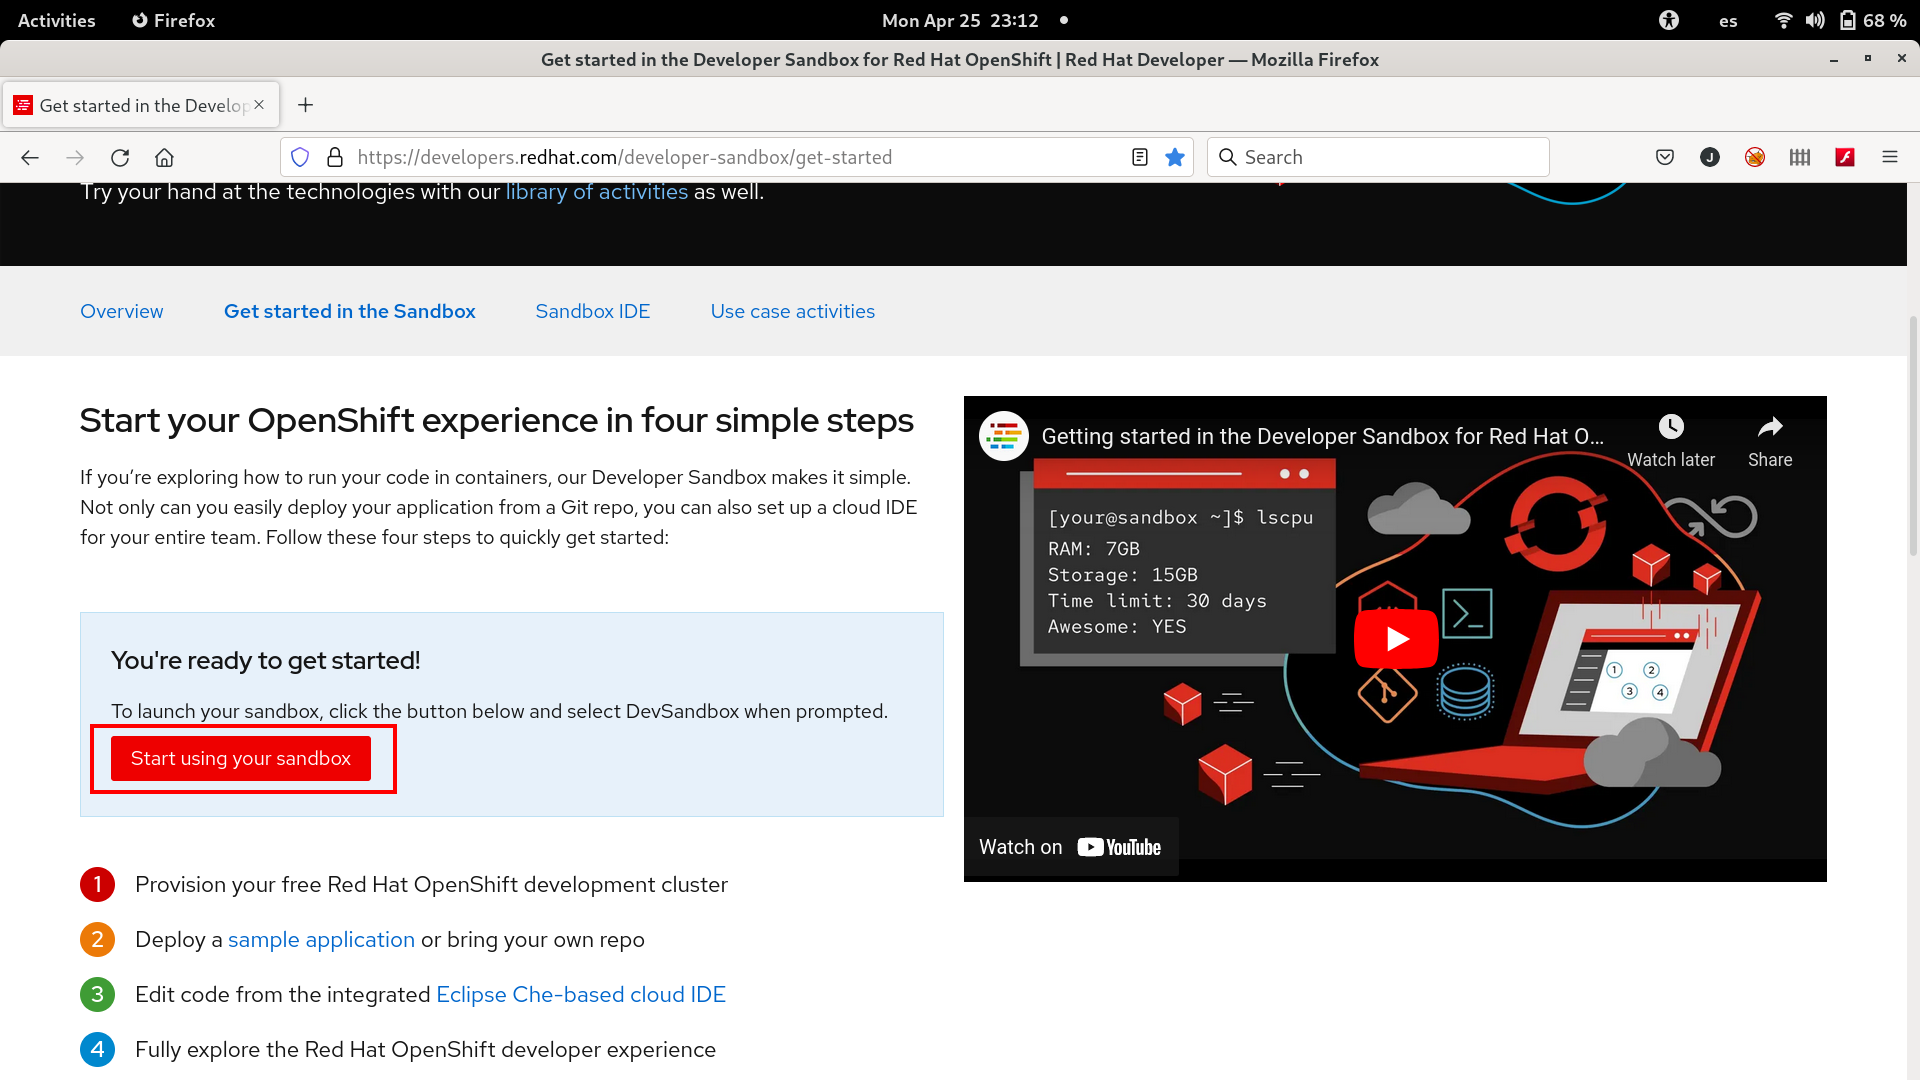 Activities
Firefox
Mon Apr 25 23:12
es
68 %
Get started in the Developer Sandbox for Red Hat OpenShift | Red Hat Developer — Mozilla Firefox
Get started in the Develop
https://developers.redhat.com/developer-sandbox/get-started
Search
J
Try your hand at the technologies with our library of activities as well.
Overview
Get started in the Sandbox
Sandbox IDE
Use case activities
Start your OpenShift experience in four simple steps
If you’re exploring how to run your code in containers, our Developer Sandbox makes it simple.
Not only can you easily deploy your application from a Git repo, you can also set up a cloud IDE
for your entire team. Follow these four steps to quickly get started:
You're ready to get started!
To launch your sandbox, click the button below and select DevSandbox when prompted.
Start using your sandbox
1 Provision your free Red Hat OpenShift development cluster
2 Deploy a sample application or bring your own repo
3 Edit code from the integrated Eclipse Che-based cloud IDE
4 Fully explore the Red Hat OpenShift developer experience
Getting started in the Developer Sandbox for Red Hat O...
Watch later
Share
[your@sandbox ~]$ lscpu
RAM: 7GB
Storage: 15GB
Time limit: 30 days
Awesome: YES
1 2
3 4
Watch on YouTube